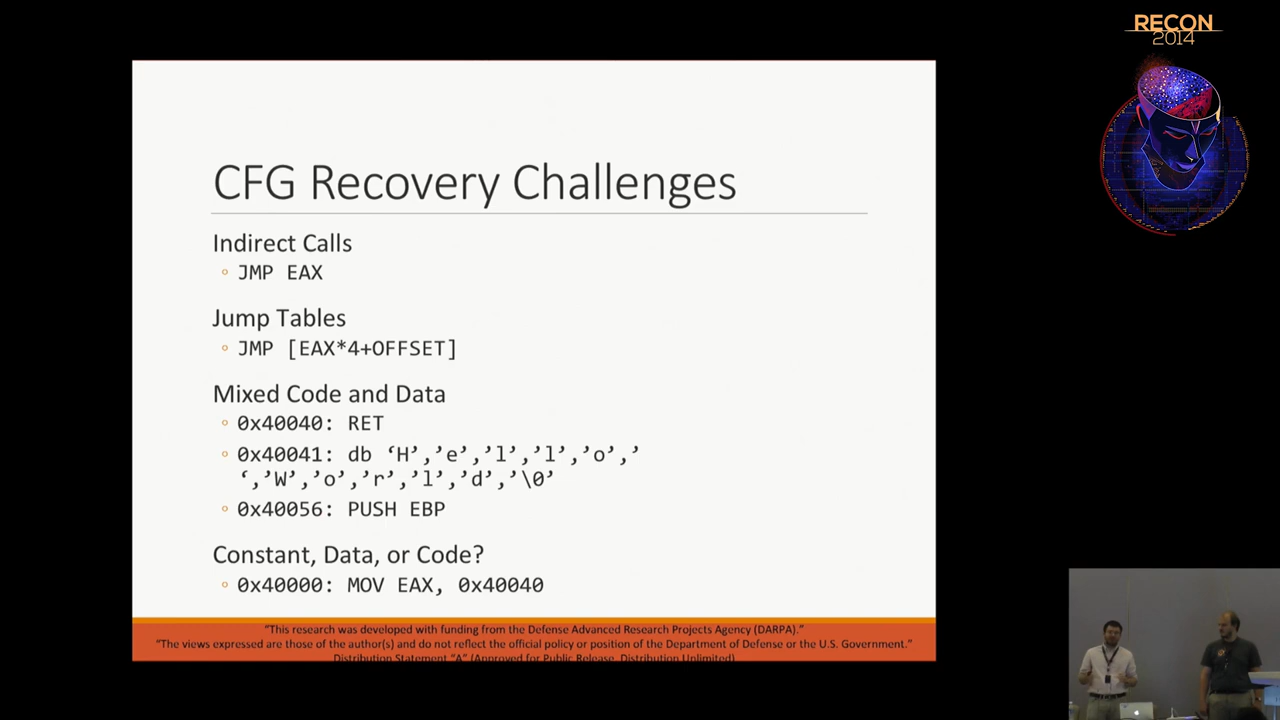 RECON
2014
CFG Recovery Challenges
Indirect Calls
◦ JMP EAX
Jump Tables
◦ JMP [EAX*4+OFFSET]
Mixed Code and Data
◦ 0x40040: RET
◦ 0x40041: db ‘H’,’e’,’l’,’l’,’o’,’
‘,’W’,’o’,’r’,’l’,’d’,’\0’
◦ 0x40056: PUSH EBP
Constant, Data, or Code?
◦ 0x40000: MOV EAX, 0x40040
“This research was developed with funding from the Defense Advanced Research Projects Agency (DARPA).”
“The views expressed are those of the author(s) and do not reflect the official policy or position of the Department of Defense or the U.S. Government.”
Distribution Statement “A” (Approved for Public Release, Distribution Unlimited)